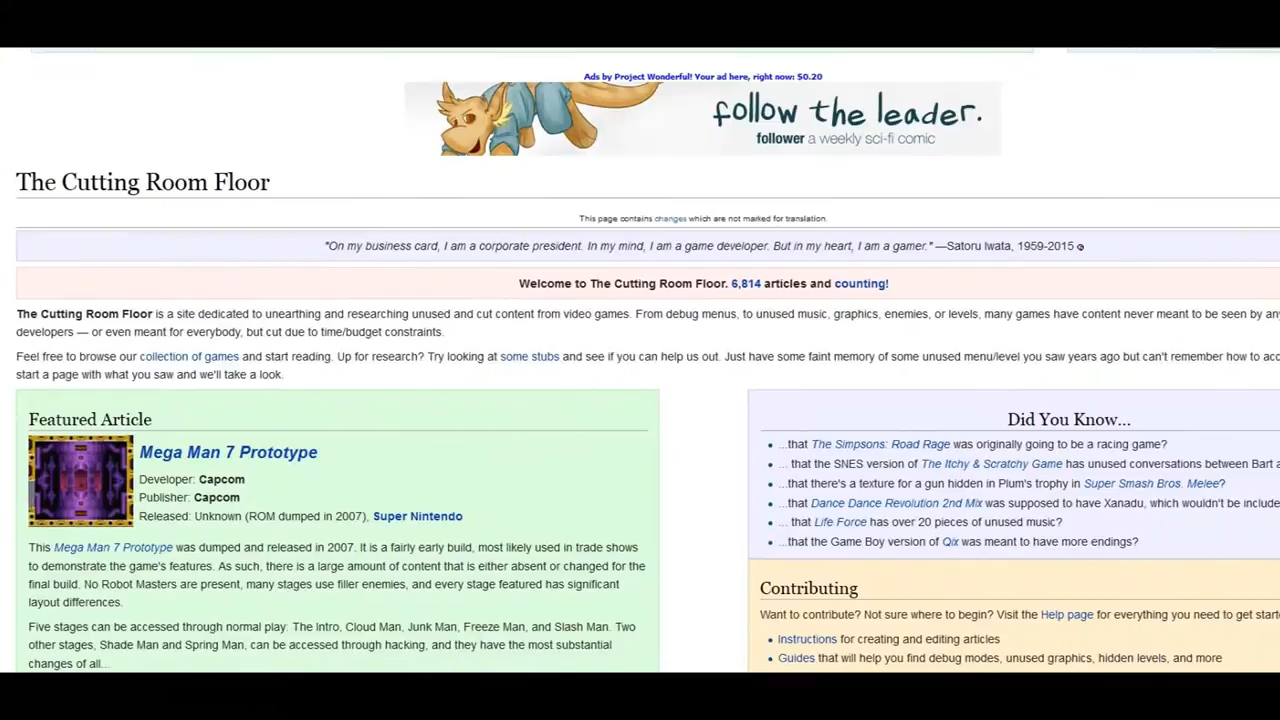 Ads by Project Wonderful! Your ad here, right now: $0.20
follow the leader.
follower a weekly sci-fi comic
The Cutting Room Floor
This page contains changes which are not marked for translation.
"On my business card, I am a corporate president. In my mind, I am a game developer. But in my heart, I am a gamer." —Satoru Iwata, 1959-2015
Welcome to The Cutting Room Floor. 6,814 articles and counting!
The Cutting Room Floor is a site dedicated to unearthing and researching unused and cut content from video games. From debug menus, to unused music, graphics, enemies, or levels, many games have content never meant to be seen by
developers — or even meant for everybody, but cut due to time/budget constraints.
Feel free to browse our collection of games and start reading. Up for research? Try looking at some stubs and see if you can help us out. Just have some faint memory of some unused menu/level you saw years ago but can't remember how to
start a page with what you saw and we'll take a look.
Featured Article
Mega Man 7 Prototype
Developer: Capcom
Publisher: Capcom
Released: Unknown (ROM dumped in 2007), Super Nintendo
This Mega Man 7 Prototype was dumped and released in 2007. It is a fairly early build, most likely used in trade shows
to demonstrate the game's features. As such, there is a large amount of content that is either absent or changed for the
final build. No Robot Masters are present, many stages use filler enemies, and every stage featured has significant
layout differences.
Five stages can be accessed through normal play: The Intro, Cloud Man, Junk Man, Freeze Man, and Slash Man. Two
other stages, Shade Man and Spring Man, can be accessed through hacking, and they have the most substantial
changes of all...
Did You Know...
...that The Simpsons: Road Rage was originally going to be a racing game?
... that the SNES version of The Itchy & Scratchy Game has unused conversations between Bart
...that there's a texture for a gun hidden in Plum's trophy in Super Smash Bros. Melee?
...that Dance Dance Revolution 2nd Mix was supposed to have Xanadu, which wouldn't be
... that Life Force has over 20 pieces of unused music?
...that the Game Boy version of Qix was meant to have more endings?
Contributing
Want to contribute? Not sure where to begin? Visit the Help page for everything you need to get
Instructions for creating and editing articles
Guides that will help you find debug modes, unused graphics, hidden levels, and more